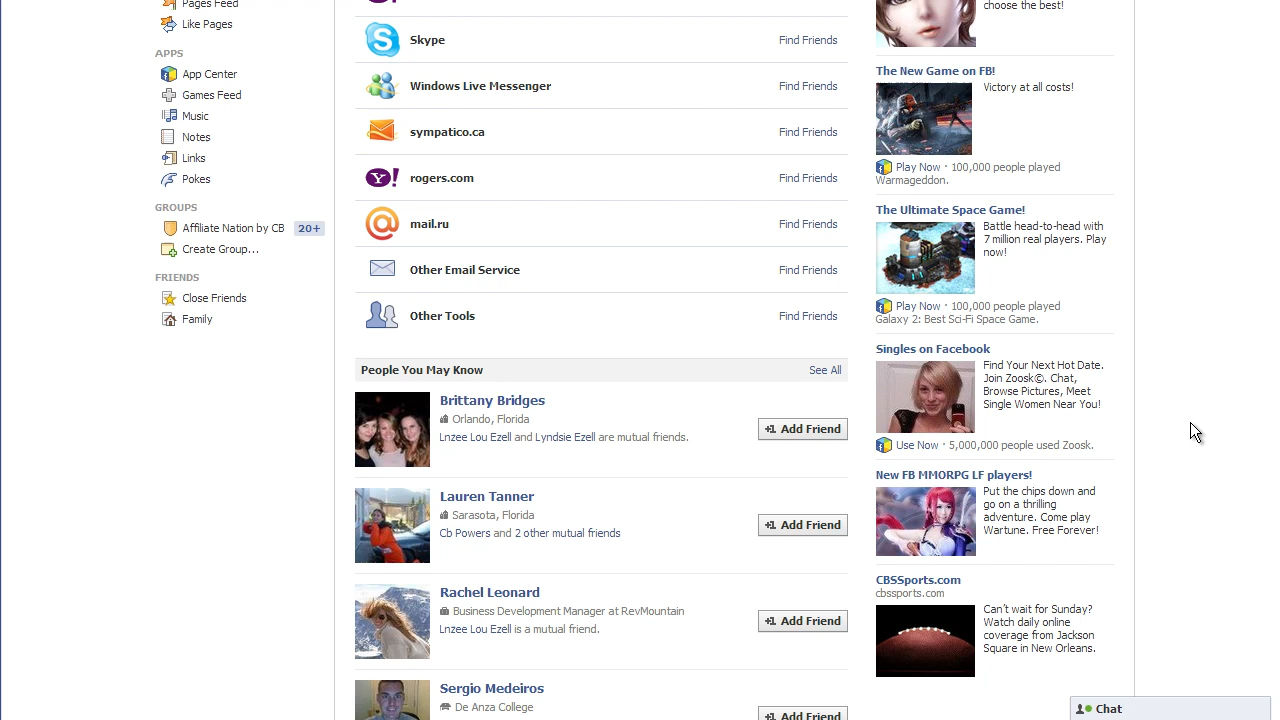 Pages Feed
Like Pages
APPS
App Center
Games Feed
Music
Notes
Links
Pokes
GROUPS
Affiliate Nation by CB 20+
Create Group...
FRIENDS
Close Friends
Family
Skype Find Friends
Windows Live Messenger Find Friends
sympatico.ca Find Friends
rogers.com Find Friends
mail.ru Find Friends
Other Email Service Find Friends
Other Tools Find Friends
People You May Know See All
Brittany Bridges
Orlando, Florida
Lnzee Lou Ezell and Lyndsie Ezell are mutual friends.
+1 Add Friend
Lauren Tanner
Sarasota, Florida
Cb Powers and 2 other mutual friends
+1 Add Friend
Rachel Leonard
Business Development Manager at RevMountain
Lnzee Lou Ezell is a mutual friend.
+1 Add Friend
Sergio Medeiros
De Anza College
+1 Add Friend
choose the best!
The New Game on FB!
Victory at all costs!
Play Now · 100,000 people played
Warmageddon.
The Ultimate Space Game!
Battle head-to-head with
7 million real players. Play
now!
Play Now · 100,000 people played
Galaxy 2: Best Sci-Fi Space Game.
Singles on Facebook
Find Your Next Hot Date.
Join Zoosk©. Chat,
Browse Pictures, Meet
Single Women Near You!
Use Now · 5,000,000 people used Zoosk.
New FB MMORPG LF players!
Put the chips down and
go on a thrilling
adventure. Come play
Wartune. Free Forever!
CBSSports.com
cbssports.com
Can't wait for Sunday?
Watch daily online
coverage from Jackson
Square in New Orleans.
Chat